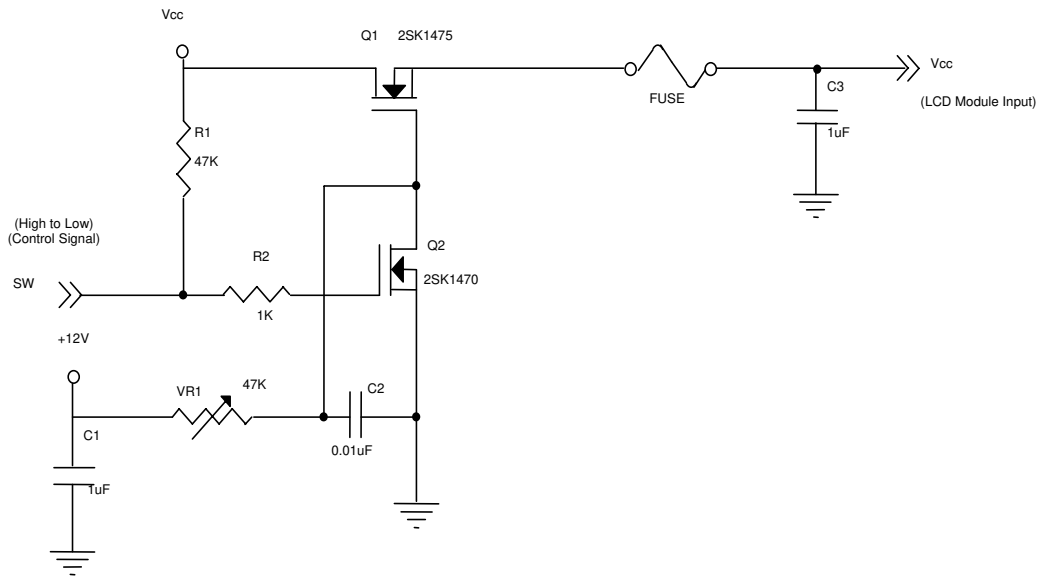 Vcc
Q1 2SK1475
Vcc
FUSE
C3
(LCD Module Input)
R1
1uF
47K
(High to Low)
(Control Signal)
Q2
R2
SW
2SK1470
1K
+12V
VR1
47K
C2
C1
0.01uF
1uF